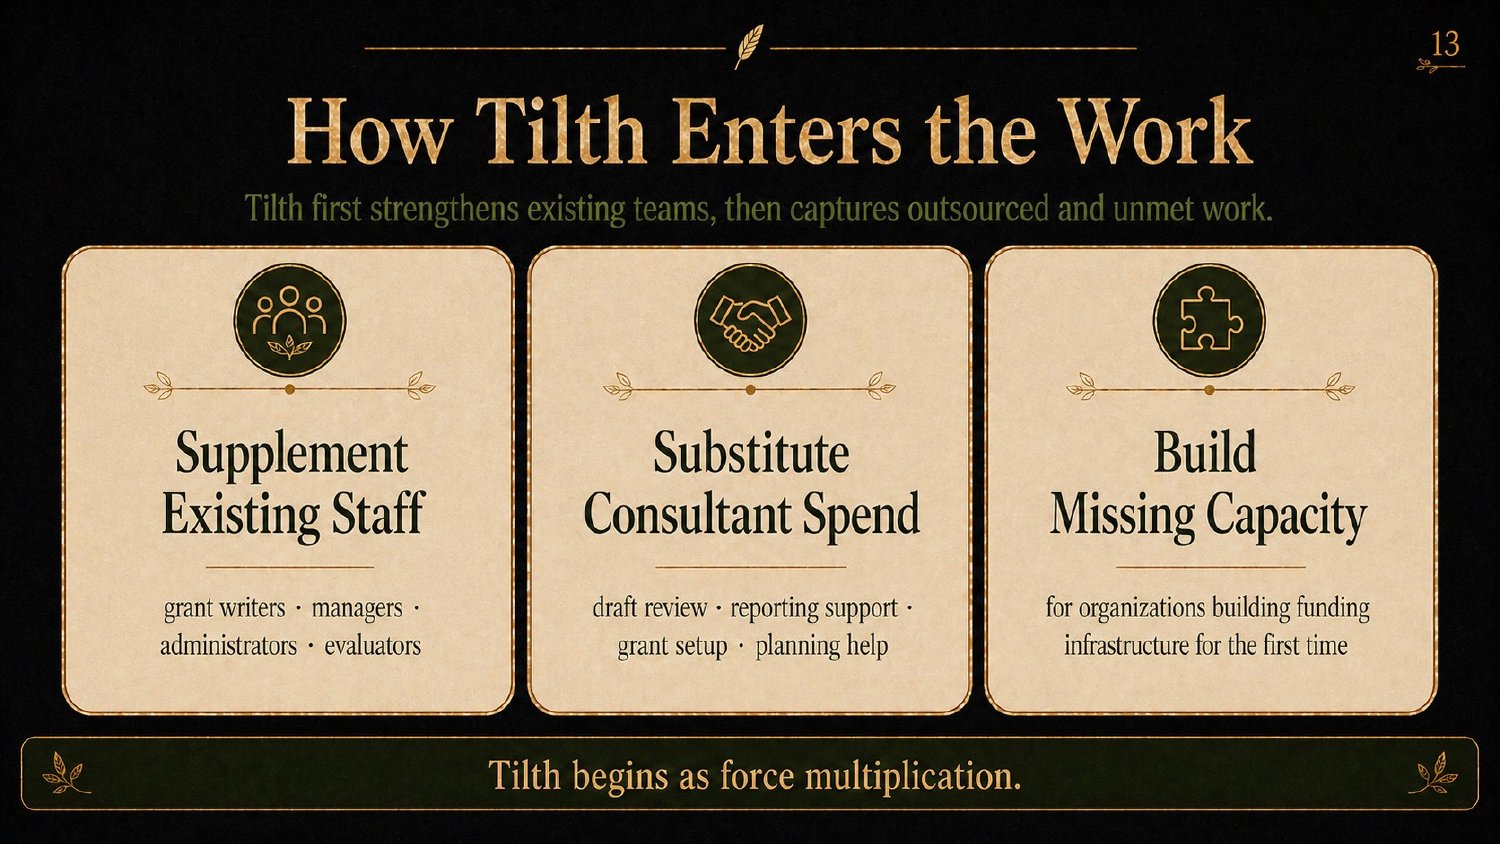 13
How Tilth Enters the Work
Tilth first strengthens existing teams, then captures outsourced and unmet work.
Supplement
Existing Staff
grant writers · managers ·
administrators · evaluators
Substitute
Consultant Spend
draft review · reporting support ·
grant setup · planning help
Build
Missing Capacity
for organizations building funding
infrastructure for the first time
Tilth begins as force multiplication.